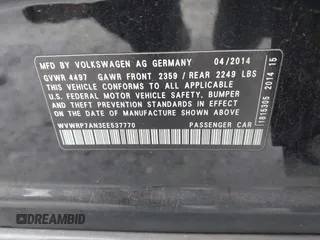 MFD BY VOLKSWAGEN AG GERMANY 04/2014
GVWR 4497 GAWR FRONT 2359 / REAR 2249 LBS
THIS VEHICLE CONFORMS TO ALL APPLICABLE
FEDERAL MOTOR VEHICLE SAFETY, BUMPER
AND THEFT PREVENTION STANDARDS IN EFFECT
ON THE DATE OF MANUFACTURE SHOWN ABOVE
WVWRP7AN3EE537770 PASSENGER CAR
1815306 2014 15
DREAMBID